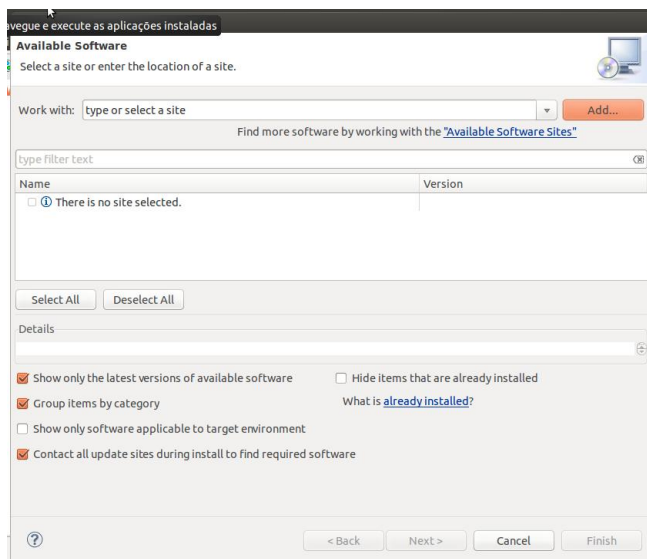 avegue e execute as aplicações instaladas
Available Software
Select a site or enter the location of a site.
Work with: type or select a site Add...
Find more software by working with the "Available Software Sites"
type filter text
Name Version
There is no site selected.
Select All Deselect All
Details
Show only the latest versions of available software Hide items that are already installed
Group items by category What is already installed?
Show only software applicable to target environment
Contact all update sites during install to find required software
? < Back Next > Cancel Finish